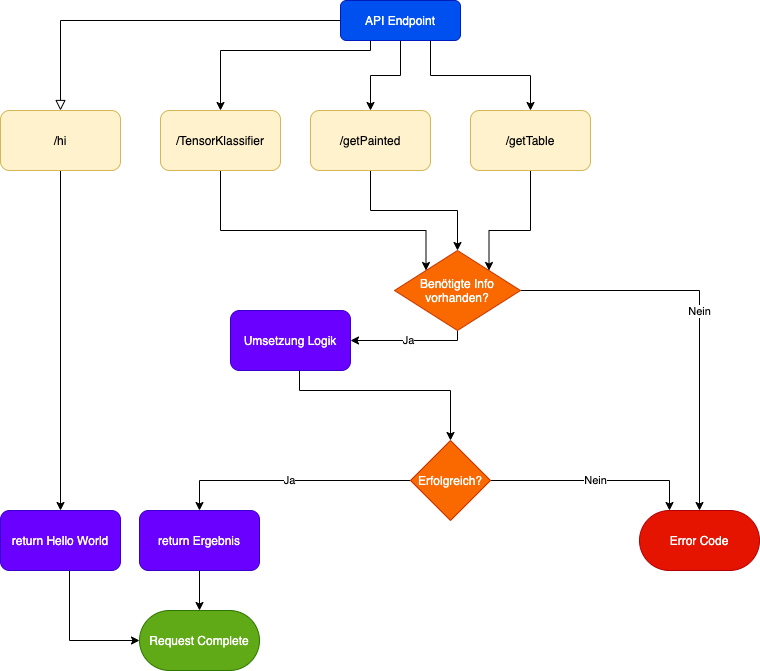 API Endpoint
/hi
/TensorKlassifier
/getPainted
/getTable
Benötigte Info
vorhanden?
Nein
Umsetzung Logik
Ja
Ja
Erfolgreich?
Nein
return Hello World
return Ergebnis
Error Code
Request Complete